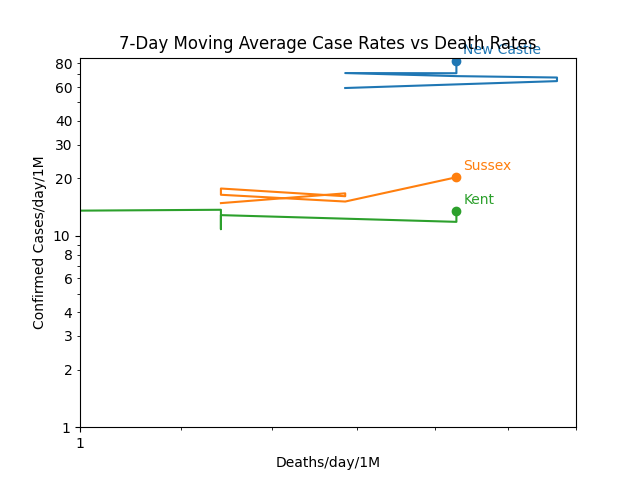 7-Day Moving Average Case Rates vs Death Rates
New Castle
80
60
40
30
Sussex
20
Kent
10
8
6
4
3
2
1
1
Confirmed Cases/day/1M
Deaths/day/1M